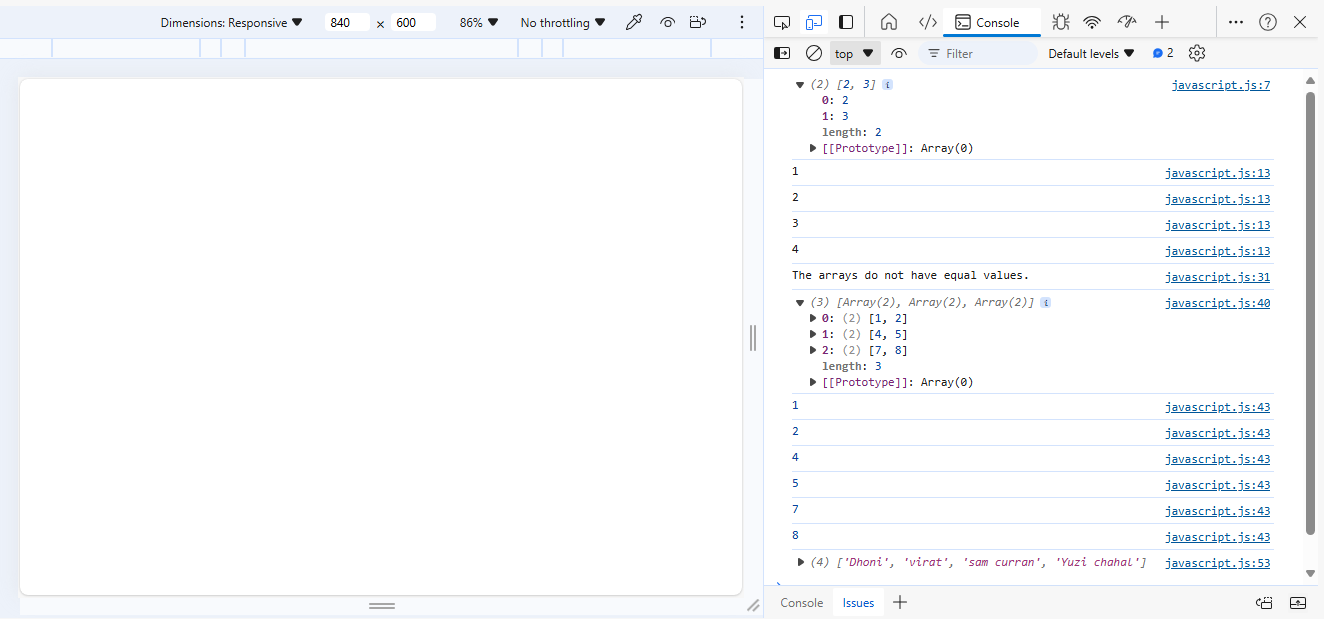 Dimensions: Responsive 840 × 600 86% No throttling
Console
top Filter Default levels 2
(2) [2, 3] i javascript.js:7
0: 2
1: 3
length: 2
[[Prototype]]: Array(0)
1 javascript.js:13
2 javascript.js:13
3 javascript.js:13
4 javascript.js:13
The arrays do not have equal values. javascript.js:31
(3) [Array(2), Array(2), Array(2)] i javascript.js:40
0: (2) [1, 2]
1: (2) [4, 5]
2: (2) [7, 8]
length: 3
[[Prototype]]: Array(0)
1 javascript.js:43
2 javascript.js:43
4 javascript.js:43
5 javascript.js:43
7 javascript.js:43
8 javascript.js:43
(4) ['Dhoni', 'virat', 'sam curran', 'Yuzi chahal'] javascript.js:53
Console Issues